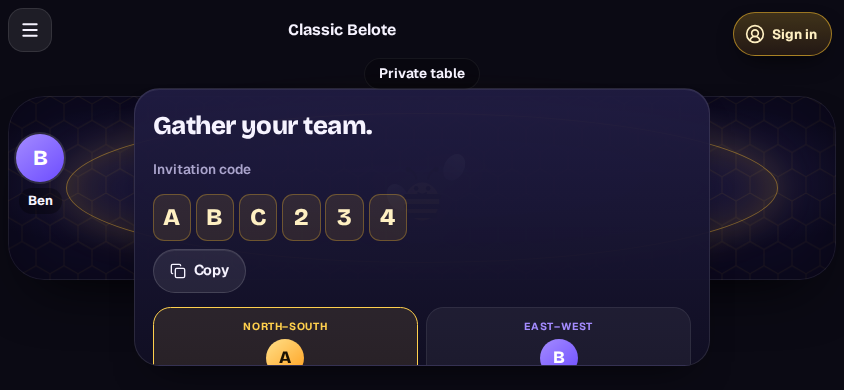 Classic Belote
Sign in
Private table
Gather your team.
Invitation code
B
Ben
A B C 2 3 4
Copy
NORTH–SOUTH
EAST–WEST
A
B